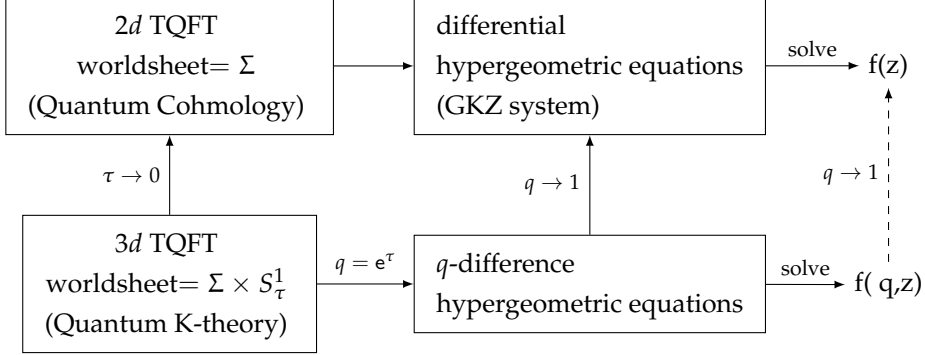 2d TQFT
worldsheet= Σ
(Quantum Cohmology)
differential
hypergeometric equations
(GKZ system)
solve
f(z)
τ → 0
q → 1
q → 1
3d TQFT
worldsheet= Σ × S¹_τ
(Quantum K-theory)
q = e^τ
q-difference
hypergeometric equations
solve
f( q,z)